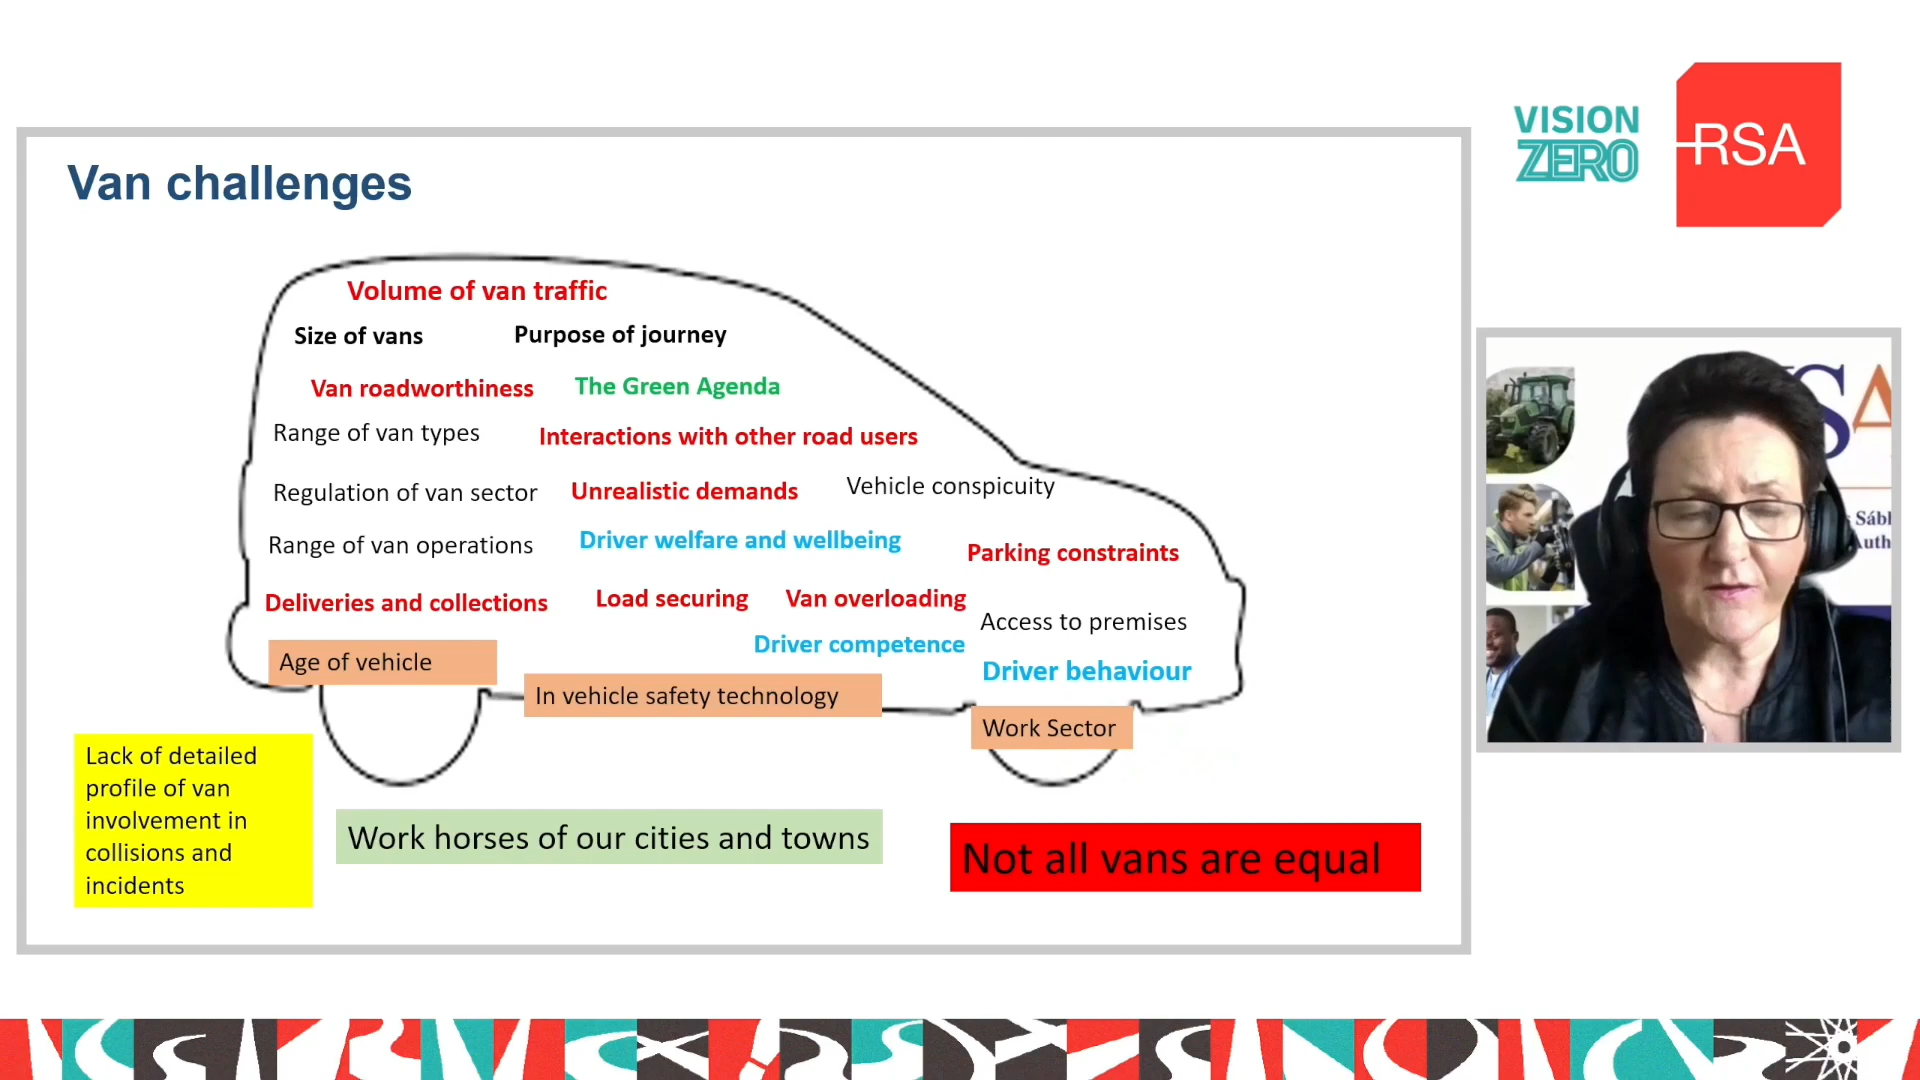 VISION
ZERO
RSA
Van challenges
Volume of van traffic
Size of vans
Purpose of journey
Van roadworthiness
The Green Agenda
Range of van types
Interactions with other road users
Regulation of van sector
Unrealistic demands
Vehicle conspicuity
Range of van operations
Driver welfare and wellbeing
Parking constraints
Deliveries and collections
Load securing
Van overloading
Access to premises
Driver competence
Age of vehicle
Driver behaviour
In vehicle safety technology
Work Sector
Lack of detailed
profile of van
involvement in
collisions and
incidents
Work horses of our cities and towns
Not all vans are equal
SA